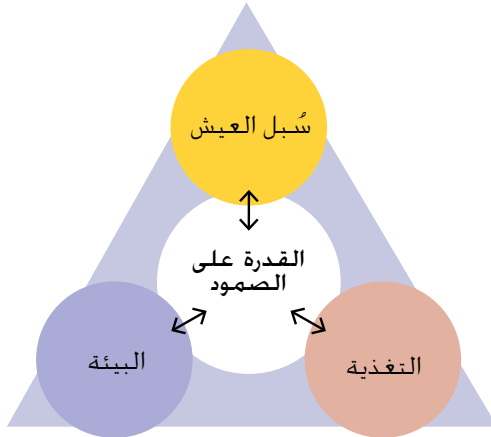 سُبل العيش
القدرة على
الصمود
التغذية
البيئة